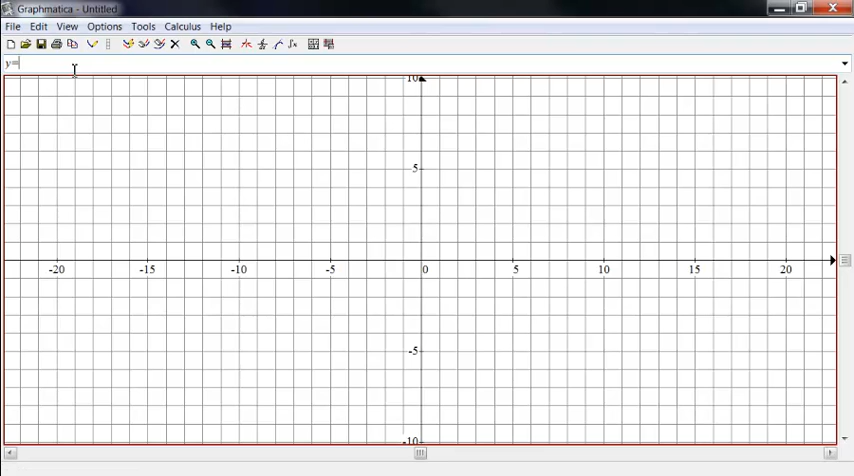 Graphmatica - Untitled
File Edit View Options Tools Calculus Help
y=
10
5
-20 -15 -10 -5 0 5 10 15 20
-5
-10